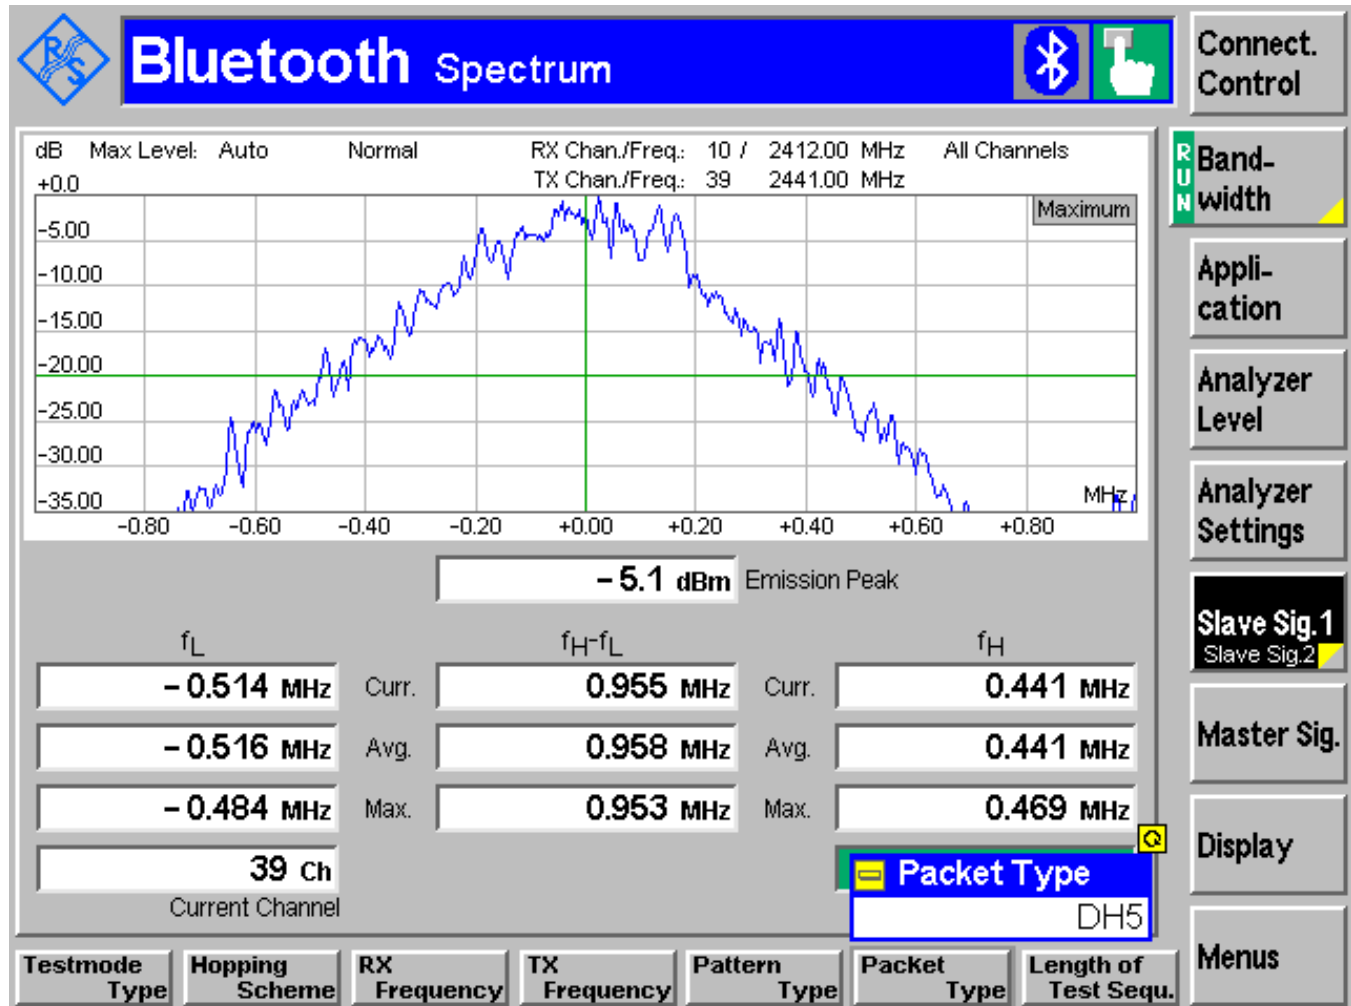 R S
Bluetooth Spectrum
Connect.
Control
dB Max Level: Auto Normal RX Chan./Freq.: 10 / 2412.00 MHz All Channels
+0.0 TX Chan./Freq.: 39 2441.00 MHz
Maximum
-5.00
-10.00
-15.00
-20.00
-25.00
-30.00
-35.00
MHz
-0.80 -0.60 -0.40 -0.20 +0.00 +0.20 +0.40 +0.60 +0.80
RUN
Band-
width
Appli-
cation
Analyzer
Level
Analyzer
Settings
Slave Sig.1
Slave Sig.2
Master Sig.
Display
Menus
-5.1 dBm Emission Peak
fL fH-fL fH
-0.514 MHz Curr. 0.955 MHz Curr. 0.441 MHz
-0.516 MHz Avg. 0.958 MHz Avg. 0.441 MHz
-0.484 MHz Max. 0.953 MHz Max. 0.469 MHz
39 Ch
Current Channel
Packet Type
DH5
Testmode
Type
Hopping
Scheme
RX
Frequency
TX
Frequency
Pattern
Type
Packet
Type
Length of
Test Sequ.